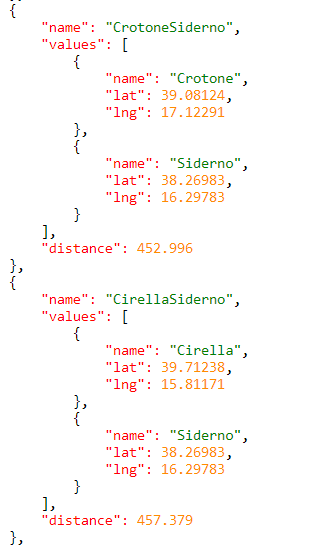 {
"name": "CrotoneSiderno",
"values": [
{
"name": "Crotone",
"lat": 39.08124,
"lng": 17.12291
},
{
"name": "Siderno",
"lat": 38.26983,
"lng": 16.29783
}
],
"distance": 452.996
},
{
"name": "CirellaSiderno",
"values": [
{
"name": "Cirella",
"lat": 39.71238,
"lng": 15.81171
},
{
"name": "Siderno",
"lat": 38.26983,
"lng": 16.29783
}
],
"distance": 457.379
},